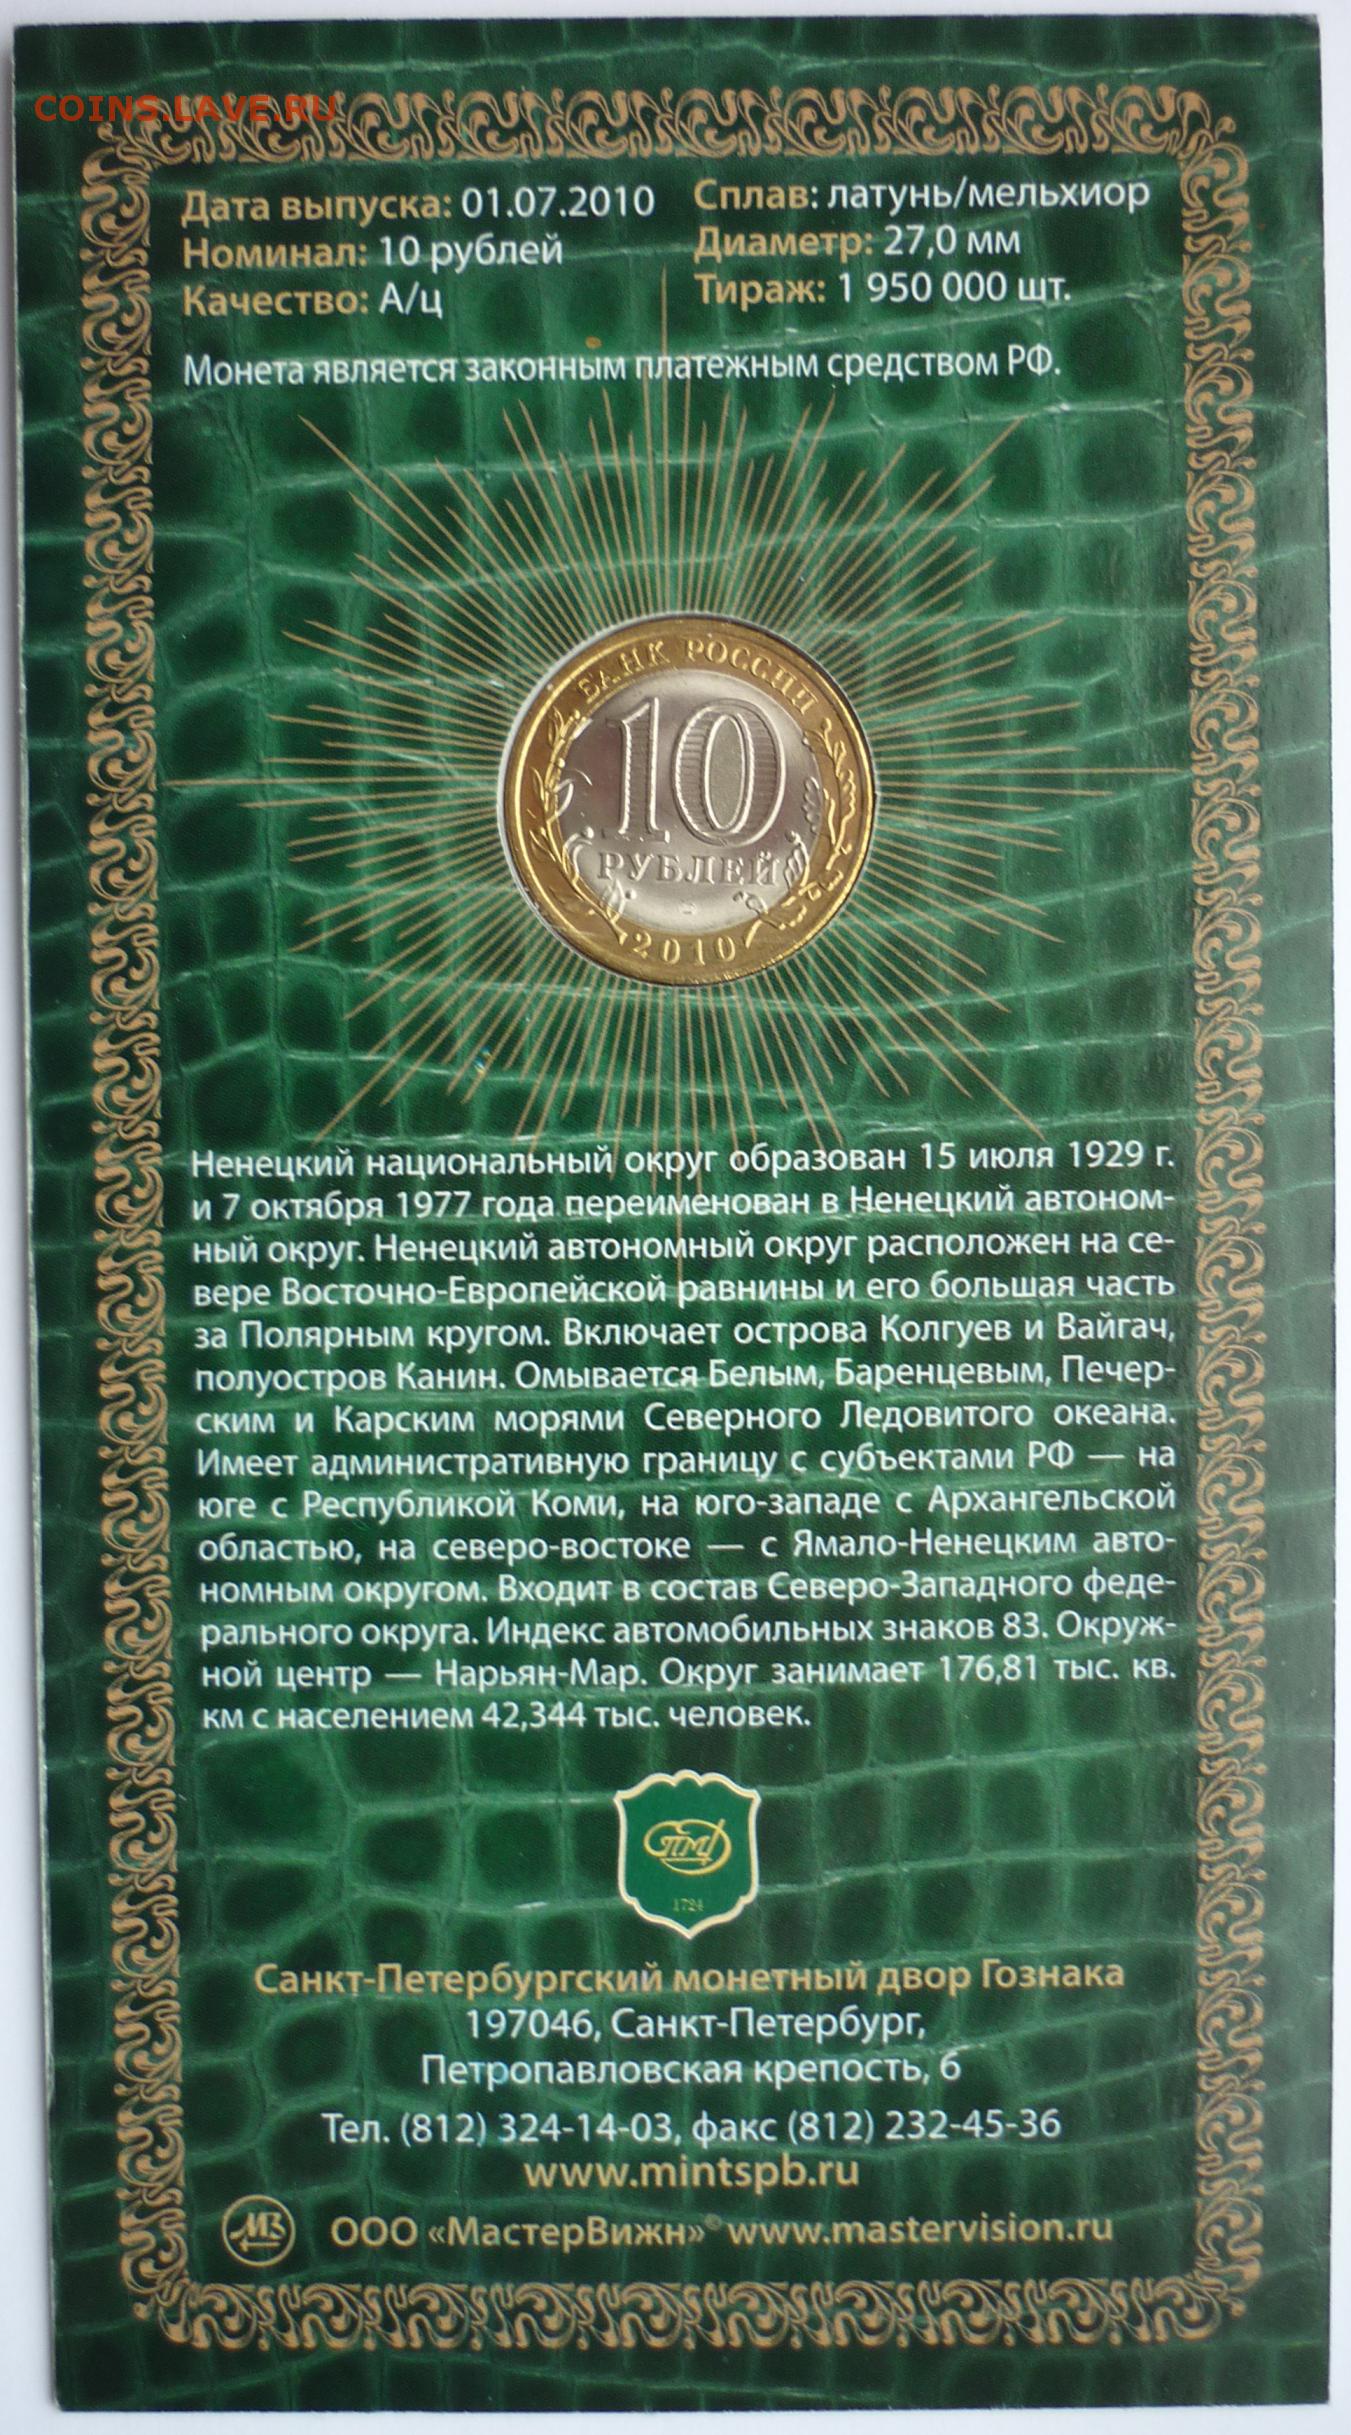 COINS.LAVE.RU
Дата выпуска: 01.07.2010
Номинал: 10 рублей
Качество: А/ц
Сплав: латунь/мельхиор
Диаметр: 27,0 мм
Тираж: 1 950 000 шт.
Монета является законным платежным средством РФ.
БАНК РОССИИ
10
РУБЛЕЙ
2010
Ненецкий национальный округ образован 15 июля 1929 г.
и 7 октября 1977 года переименован в Ненецкий автоном-
ный округ. Ненецкий автономный округ расположен на се-
вере Восточно-Европейской равнины и его большая часть
за Полярным кругом. Включает острова Колгуев и Вайгач,
полуостров Канин. Омывается Белым, Баренцевым, Печер-
ским и Карским морями Северного Ледовитого океана.
Имеет административную границу с субъектами РФ — на
юге с Республикой Коми, на юго-западе с Архангельской
областью, на северо-востоке — с Ямало-Ненецким авто-
номным округом. Входит в состав Северо-Западного феде-
рального округа. Индекс автомобильных знаков 83. Окруж-
ной центр — Нарьян-Мар. Округ занимает 176,81 тыс. кв.
км с населением 42,344 тыс. человек.
СПМД
1724
Санкт-Петербургский монетный двор Гознака
197046, Санкт-Петербург,
Петропавловская крепость, 6
Тел. (812) 324-14-03, факс (812) 232-45-36
www.mintspb.ru
МВ ООО «МастерВижн»© www.mastervision.ru